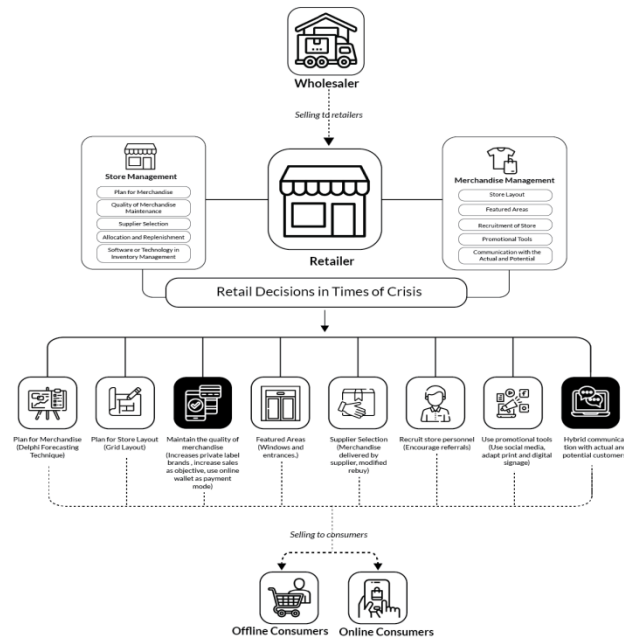 Wholesaler
Selling to retailers
Store Management
Plan for Merchandise
Quality of Merchandise
Maintenance
Supplier Selection
Allocation and Replenishment
Software or Technology in
Inventory Management
Retailer
Merchandise Management
Store Layout
Featured Areas
Recruitment of Store
Promotional Tools
Communication with the
Actual and Potential
Retail Decisions in Times of Crisis
Plan for Merchandise
(Delphi Forecasting
Technique)
Plan for Store Layout
(Grid Layout)
Maintain the quality of
merchandise
(Increases private label
brands , increase sales
as objective, use online
wallet as payment
mode)
Featured Areas
(Windows and
entrances.)
Supplier Selection
(Merchandise
delivered by
supplier, modified
rebuy)
Recruit store personnel
(Encourage referrals)
Use promotional tools
(Use social media,
adapt print and digital
signage)
Hybrid communica
tion with actual and
potential customers
Selling to consumers
Offline Consumers
Online Consumers